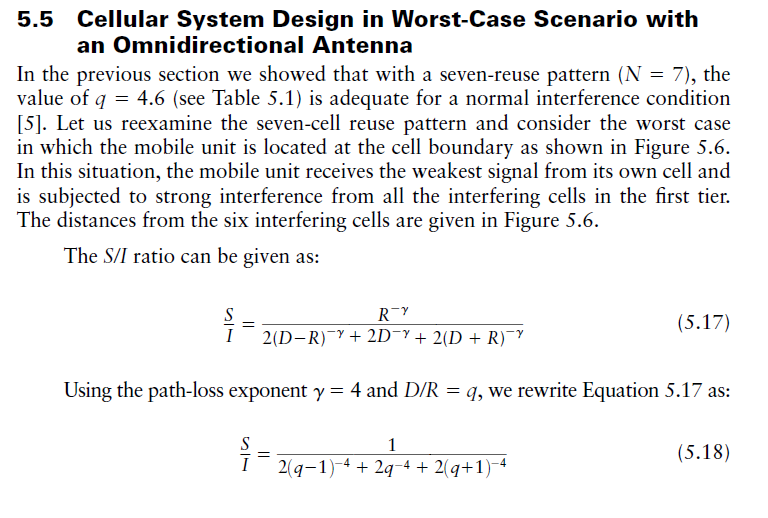 5.5 Cellular System Design in Worst-Case Scenario with
an Omnidirectional Antenna
In the previous section we showed that with a seven-reuse pattern (N = 7), the
value of q = 4.6 (see Table 5.1) is adequate for a normal interference condition
[5]. Let us reexamine the seven-cell reuse pattern and consider the worst case
in which the mobile unit is located at the cell boundary as shown in Figure 5.6.
In this situation, the mobile unit receives the weakest signal from its own cell and
is subjected to strong interference from all the interfering cells in the first tier.
The distances from the six interfering cells are given in Figure 5.6.
The S/I ratio can be given as:
S/I = R^−γ / (2(D−R)^−γ + 2D^−γ + 2(D + R)^−γ) (5.17)
Using the path-loss exponent γ = 4 and D/R = q, we rewrite Equation 5.17 as:
S/I = 1 / (2(q−1)^−4 + 2q^−4 + 2(q+1)^−4) (5.18)